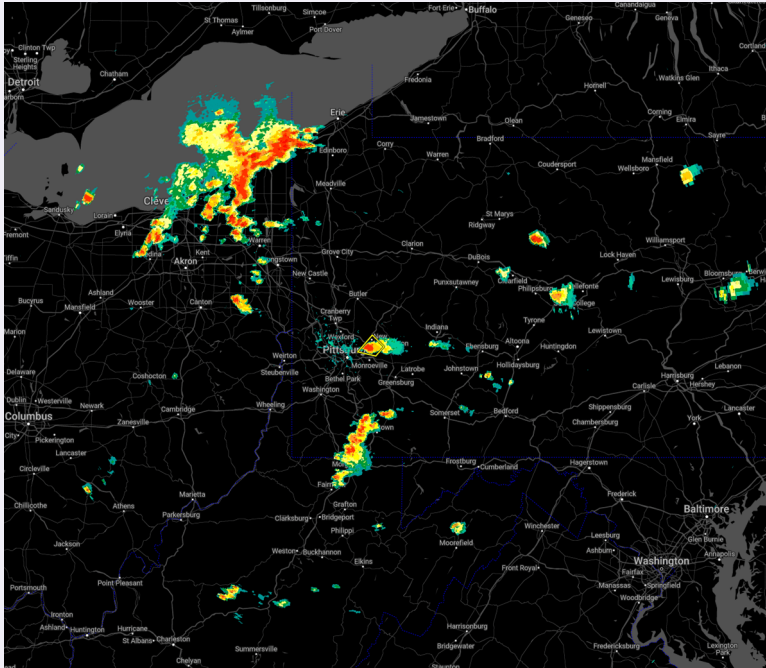 Tillsonburg
Simcoe
Fort Erie
Buffalo
Canandaigua
St Thomas
Port Dover
Geneseo
Geneva
Aylmer
Clinton Twp
Cortland
Sterling
Heights
Chatham
Ithaca
Detroit
Fredonia
Hornell
Watkins Glen
Erie
Jamestown
Olean
Corning
Elmira
Bradford
Sayre
Edinboro
Corry
Warren
Coudersport
Mansfield
Wellsboro
Meadville
Cleve
Sandusky
Lorain
St Marys
Ridgway
Fremont
Elyria
Warren
Clarion
Williamsport
Kent
Grove City
Lock Haven
Akron
DuBois
New Castle
Clearfield
Lewisburg
Bloomsburg
Punxsutawney
Philipsburg
Ashland
Butler
Bucyrus
Mansfield
Wooster
Canton
Cranberry
Twp
Tyrone
Indiana
Lewistown
Marion
Wexford
Pittsbu
Altoona
Huntingdon
Weirton
Ebensburg
Monroeville
Hollidaysburg
Lebanon
Delaware
Coshocton
Steubenville
Latrobe
Johnstown
Harrisburg
Bethel Park
Greensburg
Hershey
Washington
Carlisle
Dublin
Westerville
Newark
Cambridge
Wheeling
Shippensburg
Lancaster
Columbus
Somerset
Bedford
York
Zanesville
Chambersburg
Pickerington
Lancaster
Circleville
Frostburg
Cumberland
Hagerstown
Marietta
Frederick
Chillicothe
Athens
Grafton
Parkersburg
Baltimore
Clarksburg
Bridgeport
Philippi
Winchester
Jackson
Moorefield
Leesburg
Glen Burnie
Weston
Buckhannon
Ashburn
Annapolis
Elkins
Washington
Front Royal
Fairfax
Point Pleasant
Manassas
Springfield
Portsmouth
Woodbridge
Ironton
Ashland
Huntington
Hurricane
Harrisonburg
St Albans
Charleston
Bridgewater
Fredericksburg
Lexington
Park
Summersville
Chelyan
Staunton